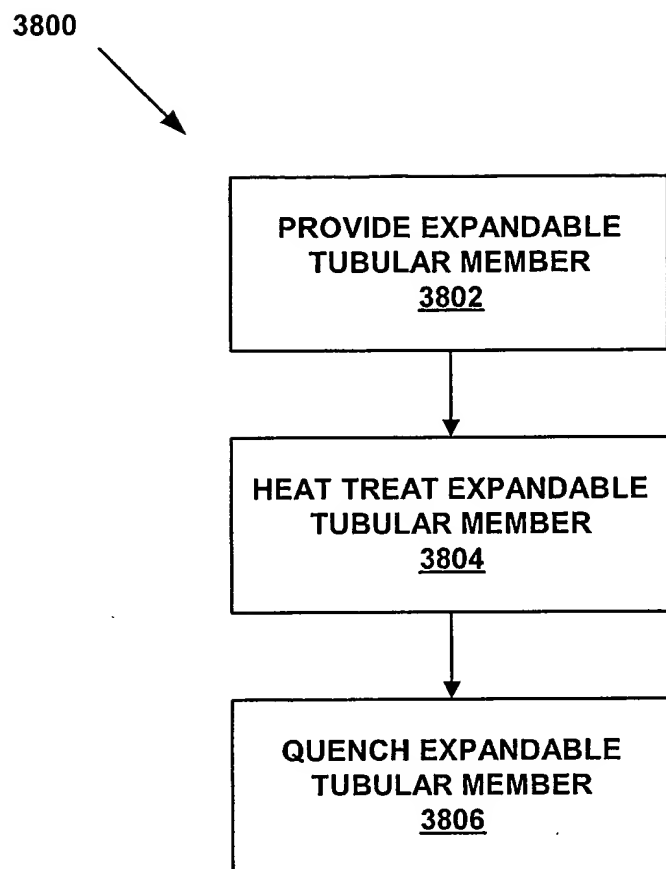 3800
PROVIDE EXPANDABLE
TUBULAR MEMBER
3802
HEAT TREAT EXPANDABLE
TUBULAR MEMBER
3804
QUENCH EXPANDABLE
TUBULAR MEMBER
3806